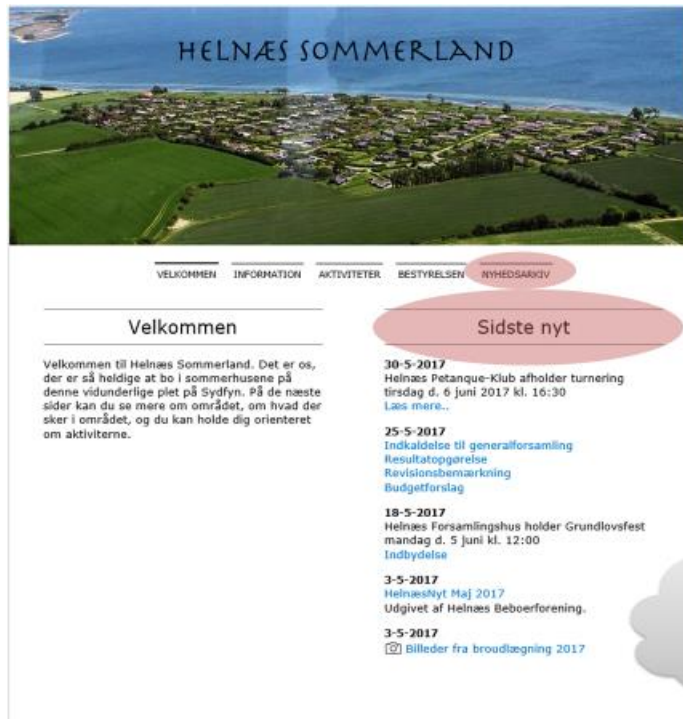 HELNÆS SOMMERLAND
VELKOMMEN INFORMATION AKTIVITETER BESTYRELSEN NYHEDSARKIV
Velkommen
Velkommen til Helnæs Sommerland. Det er os,
der er så heldige at bo i sommerhusene på
denne vidunderlige plet på Sydfyn. På de næste
sider kan du se mere om området, om hvad der
sker i området, og du kan holde dig orienteret
om aktiviterne.
Sidste nyt
30-5-2017
Helnæs Petanque-Klub afholder turnering
tirsdag d. 6 juni 2017 kl. 16:30
Læs mere..
25-5-2017
Indkaldelse til generalforsamling
Resultatopgørelse
Revisionsbemærkning
Budgetforslag
18-5-2017
Helnæs Forsamlingshus holder Grundlovsfest
mandag d. 5 juni kl. 12:00
Indbydelse
3-5-2017
HelnæsNyt Maj 2017
Udgivet af Helnæs Beboerforening.
3-5-2017
Billeder fra broudlægning 2017